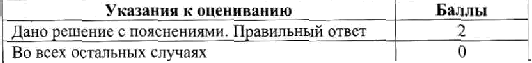 Указания к оцениванию Баллы
Дано решение с пояснениями. Правильный ответ 2
Во всех остальных случаях 0